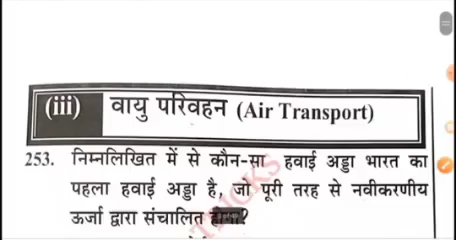 (iii) वायु परिवहन (Air Transport)
253. निम्नलिखित में से कौन-सा हवाई अड्डा भारत का
पहला हवाई अड्डा है, जो पूरी तरह से नवीकरणीय
ऊर्जा द्वारा संचालित